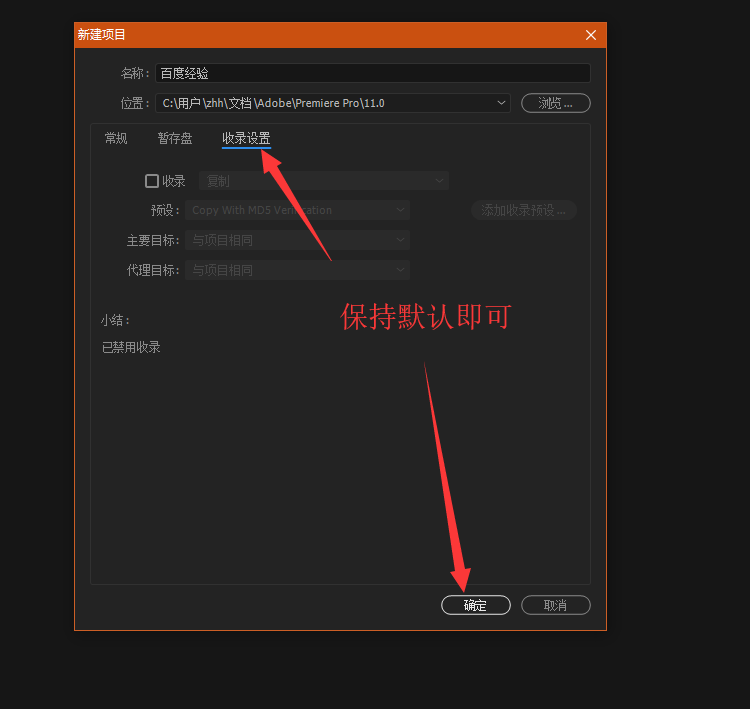 新建项目
名称: 百度经验
位置: C:\用户\zhh\文档\Adobe\Premiere Pro\11.0 浏览...
常规 暂存盘 收录设置
收录 复制
预设: Copy With MD5 Verification 添加收录预设...
主要目标: 与项目相同
代理目标: 与项目相同
保持默认即可
小结:
已禁用收录
确定 取消